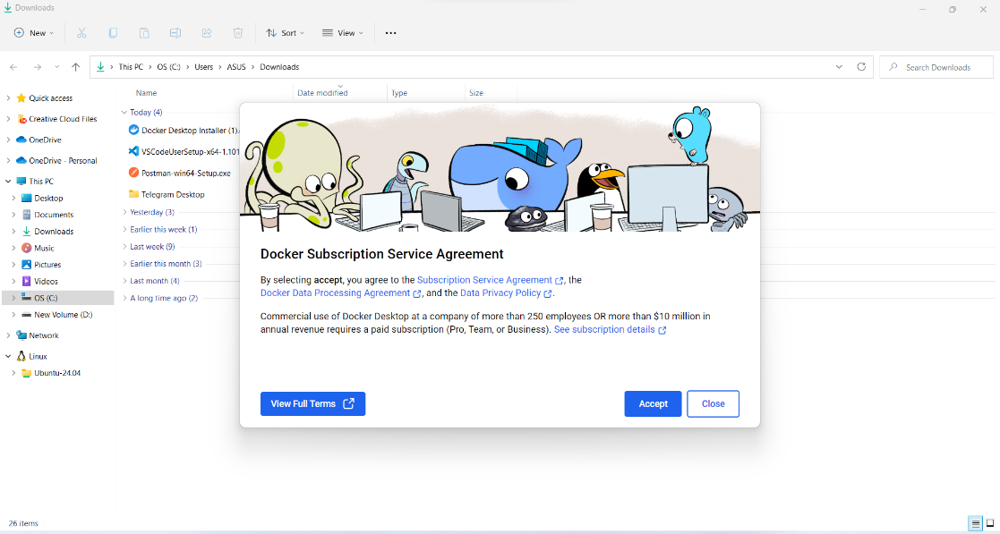 Downloads
New
Sort
View
This PC > OS (C:) > Users > ASUS > Downloads
Search Downloads
Name Date modified Type Size
Quick access
Creative Cloud Files
OneDrive
OneDrive - Personal
This PC
Desktop
Documents
Downloads
Music
Pictures
Videos
OS (C:)
New Volume (D:)
Network
Linux
Ubuntu-24.04
Today (4)
Docker Desktop Installer (1).
VSCodeUserSetup-x64-1.101
Postman-win64-Setup.exe
Telegram Desktop
Yesterday (3)
Earlier this week (1)
Last week (9)
Earlier this month (3)
Last month (4)
A long time ago (2)
Docker Subscription Service Agreement
By selecting accept, you agree to the Subscription Service Agreement, the
Docker Data Processing Agreement, and the Data Privacy Policy.
Commercial use of Docker Desktop at a company of more than 250 employees OR more than $10 million in
annual revenue requires a paid subscription (Pro, Team, or Business). See subscription details
View Full Terms
Accept
Close
26 items